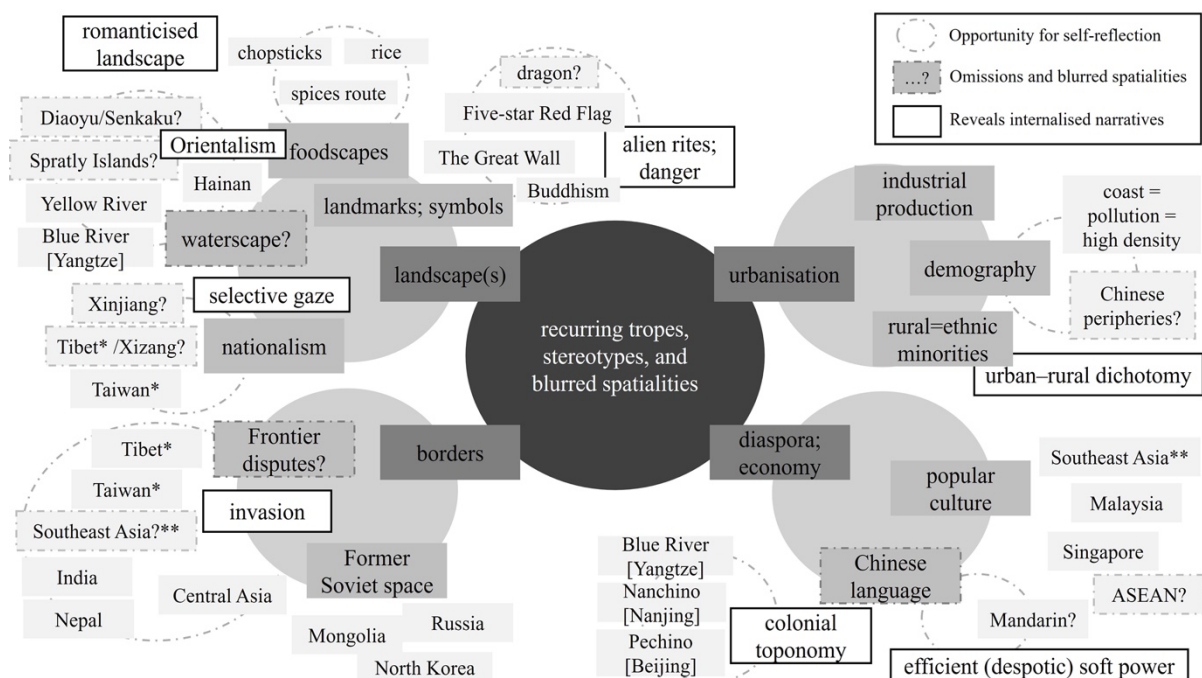 romanticised
landscape
chopsticks
rice
spices route
dragon?
Five-star Red Flag
The Great Wall
Buddhism
alien rites;
danger
Opportunity for self-reflection
...?
Omissions and blurred spatialities
Reveals internalised narratives
Diaoyu/Senkaku?
Orientalism
foodscapes
Spratly Islands?
Hainan
landmarks; symbols
Yellow River
waterscape?
Blue River
[Yangtze]
landscape(s)
selective gaze
Xinjiang?
nationalism
Tibet* /Xizang?
Taiwan*
recurring tropes,
stereotypes, and
blurred spatialities
urbanisation
industrial
production
demography
rural=ethnic
minorities
coast =
pollution =
high density
Chinese
peripheries?
urban–rural dichotomy
Frontier
disputes?
borders
Tibet*
Taiwan*
invasion
Southeast Asia?**
India
Nepal
Central Asia
Former
Soviet space
Mongolia
Russia
North Korea
diaspora;
economy
popular
culture
Southeast Asia**
Malaysia
Singapore
ASEAN?
Chinese
language
Mandarin?
Blue River
[Yangtze]
Nanchino
[Nanjing]
Pechino
[Beijing]
colonial
toponomy
efficient (despotic) soft power